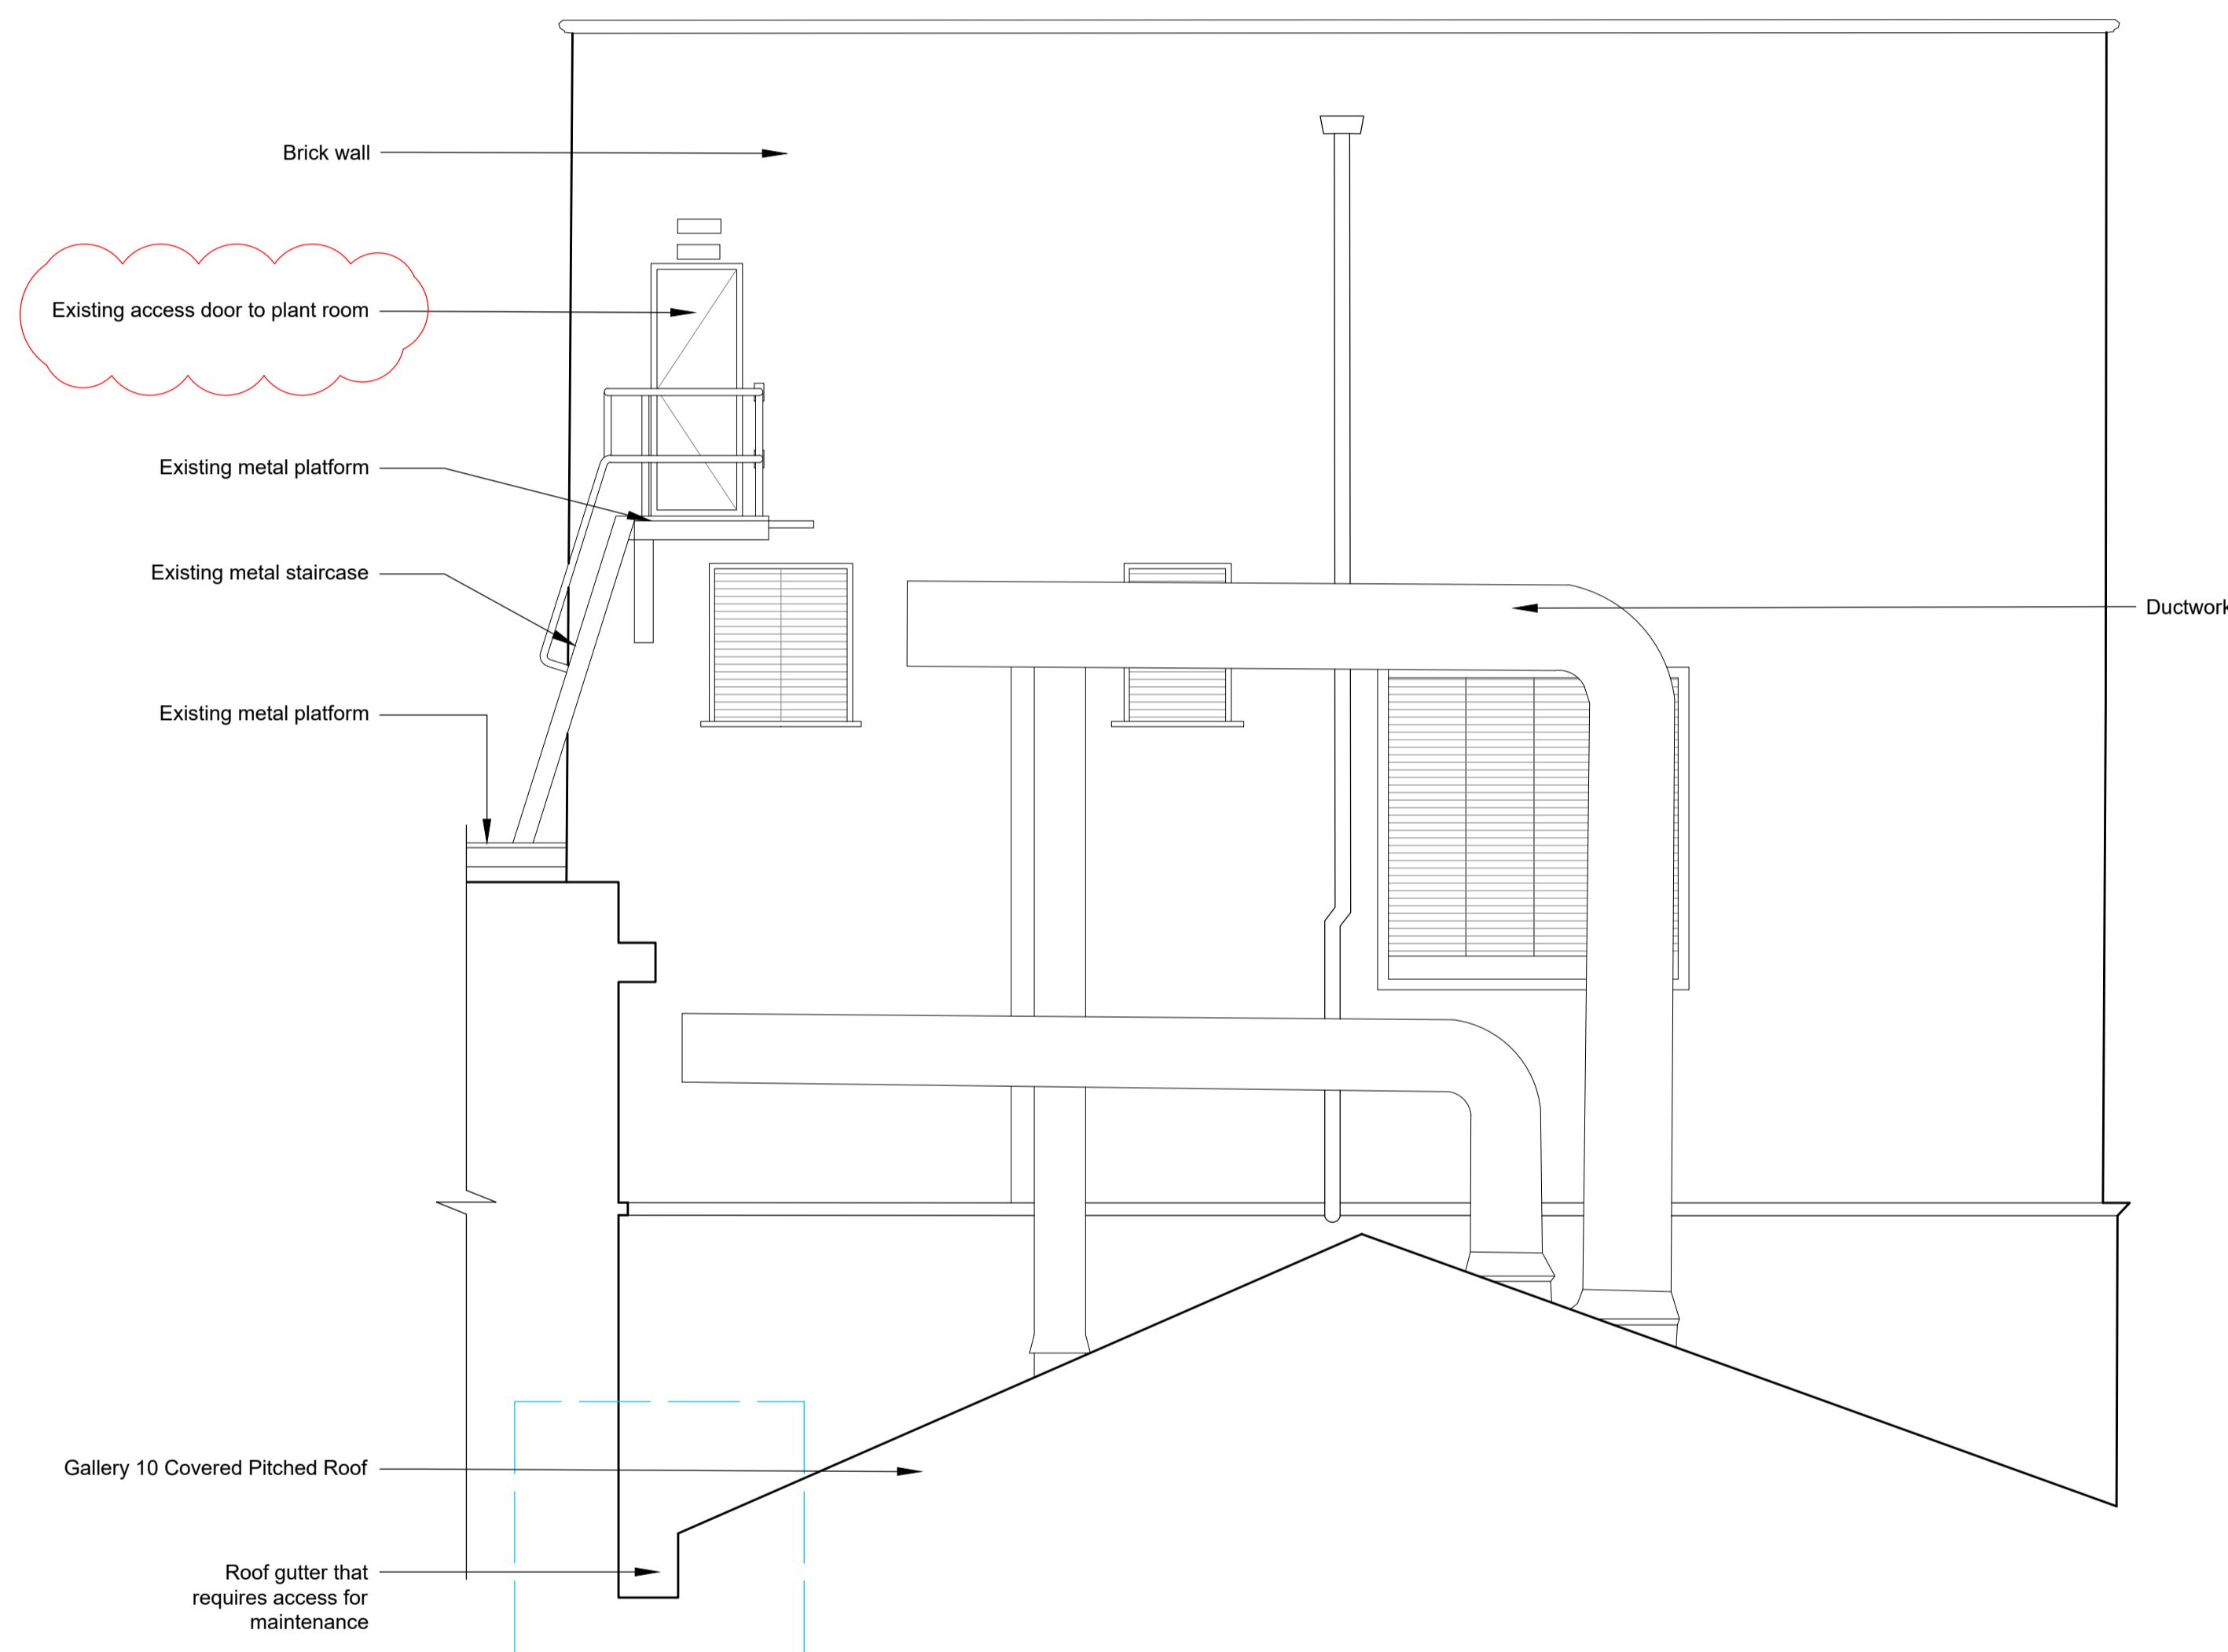 Brick wall
Existing access door to plant room
Existing metal platform
Existing metal staircase
Ductwork
Existing metal platform
Gallery 10 Covered Pitched Roof
Roof gutter that
requires access for
maintenance